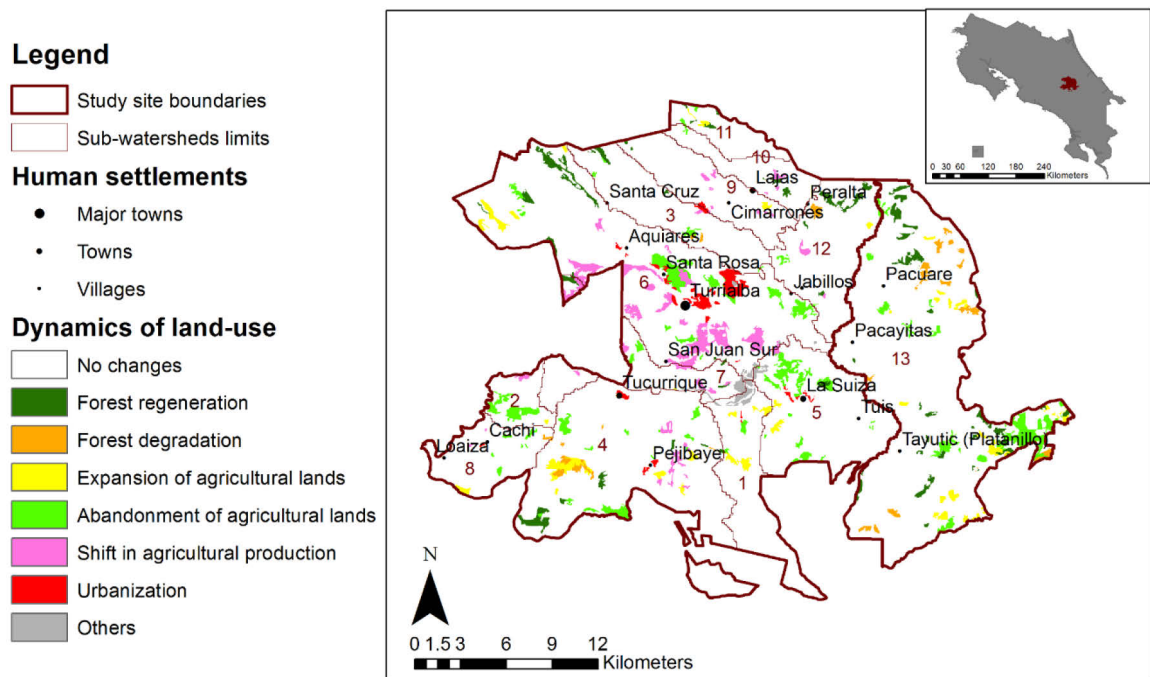 Legend
Study site boundaries
Sub-watersheds limits
Human settlements
Major towns
Towns
Villages
Dynamics of land-use
No changes
Forest regeneration
Forest degradation
Expansion of agricultural lands
Abandonment of agricultural lands
Shift in agricultural production
Urbanization
Others
0 30 60 120 180 240
Kilometers
11
10
Lajas
9
Santa Cruz
Peralta
3
Cimarrones
Aquiares
12
Santa Rosa
Pacuare
6
Turrialba
Jabillos
Pacayitas
San Juan Sur
13
7
Tucurrique
La Suiza
2
1
5
Tuis
Cachi
Loaiza
4
Tayutic (Platanillo)
8
Pejibaye
1
N
0 1.5 3 6 9 12
Kilometers